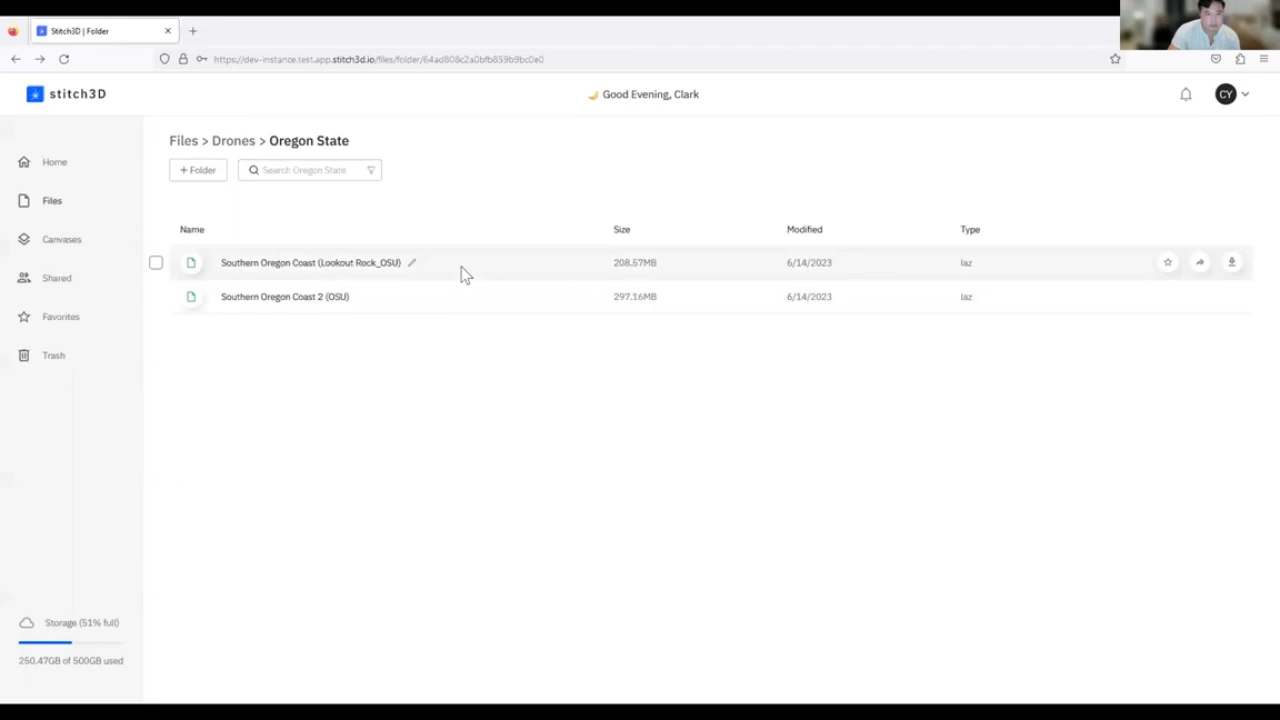 Stitch3D | Folder
https://dev-instance.test.app.stitch3d.io/files/folder/64ad808c2a0bfb859b9bc0e0
stitch3D
🌙 Good Evening, Clark
CY
Files > Drones > Oregon State
+ Folder
Search Oregon State
Home
Files
Canvases
Shared
Favorites
Trash
Name Size Modified Type
Southern Oregon Coast (Lookout Rock_OSU) 208.57MB 6/14/2023 laz
Southern Oregon Coast 2 (OSU) 297.16MB 6/14/2023 laz
Storage (51% full)
250.47GB of 500GB used